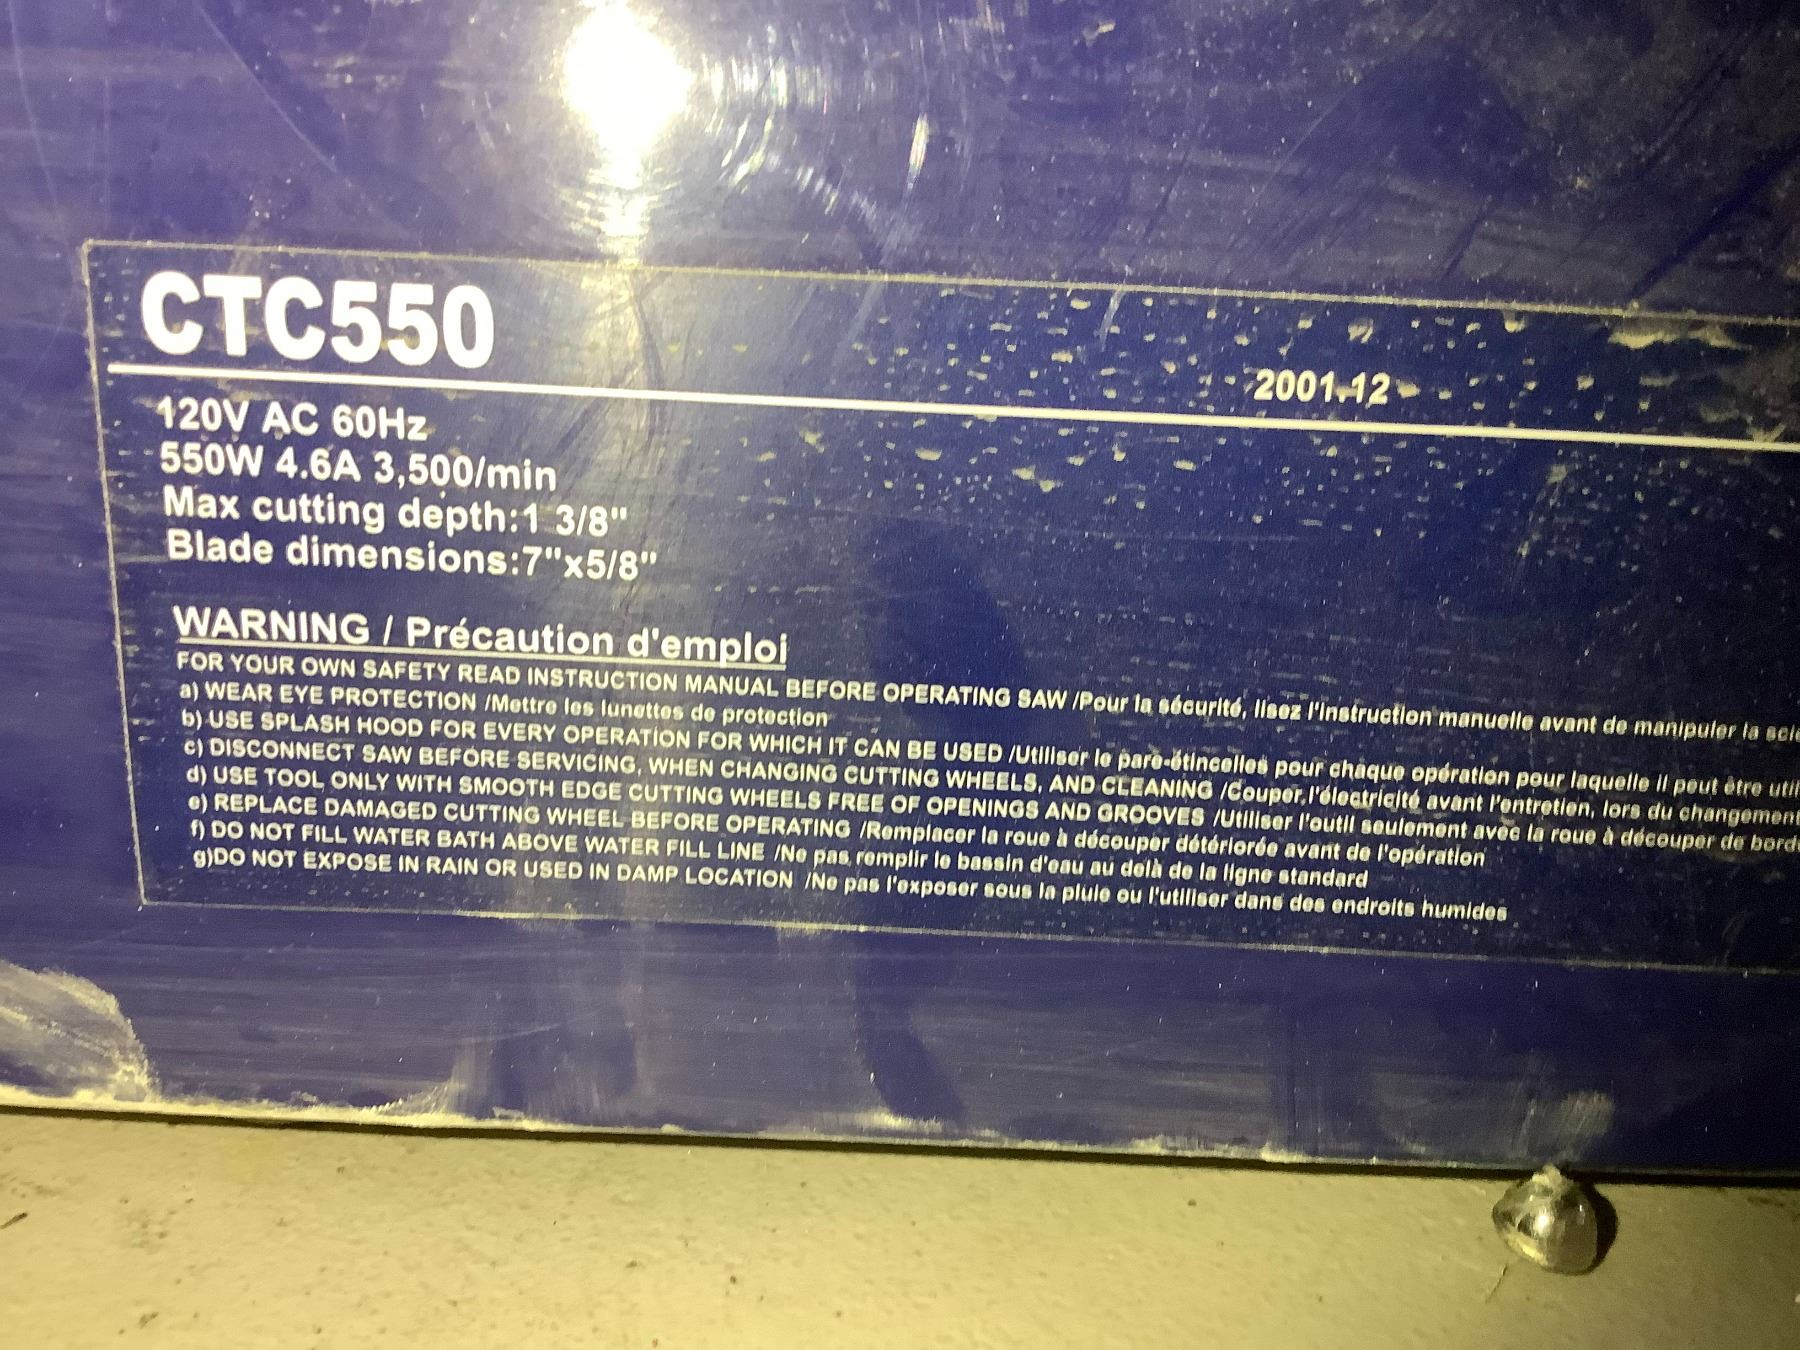 CTC550
2001.12
120V AC 60Hz
550W 4.6A 3,500/min
Max cutting depth:1 3/8"
Blade dimensions:7"x5/8"
WARNING / Précaution d'emploi
FOR YOUR OWN SAFETY READ INSTRUCTION MANUAL BEFORE OPERATING SAW /Pour la sécurité, lisez l'instruction manuelle avant de manipuler la scie
a) WEAR EYE PROTECTION /Mettre les lunettes de protection
b) USE SPLASH HOOD FOR EVERY OPERATION FOR WHICH IT CAN BE USED /Utiliser le pare-étincelles pour chaque opération pour laquelle il peut être
c) DISCONNECT SAW BEFORE SERVICING, WHEN CHANGING CUTTING WHEELS, AND CLEANING /Couper l'électricité avant l'entretien, lors du changement
d) USE TOOL ONLY WITH SMOOTH EDGE CUTTING WHEELS FREE OF OPENINGS AND GROOVES /Utiliser l'outil seulement avec la roue à découper de
e) REPLACE DAMAGED CUTTING WHEEL BEFORE OPERATING /Remplacer la roue à découper détériorée avant de l'opération
f) DO NOT FILL WATER BATH ABOVE WATER FILL LINE /Ne pas remplir le bassin d'eau au delà de la ligne standard
g)DO NOT EXPOSE IN RAIN OR USED IN DAMP LOCATION /Ne pas l'exposer sous la pluie ou l'utiliser dans des endroits humides